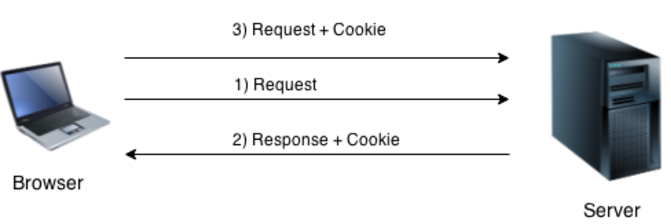 3) Request + Cookie
1) Request
2) Response + Cookie
Browser
Server